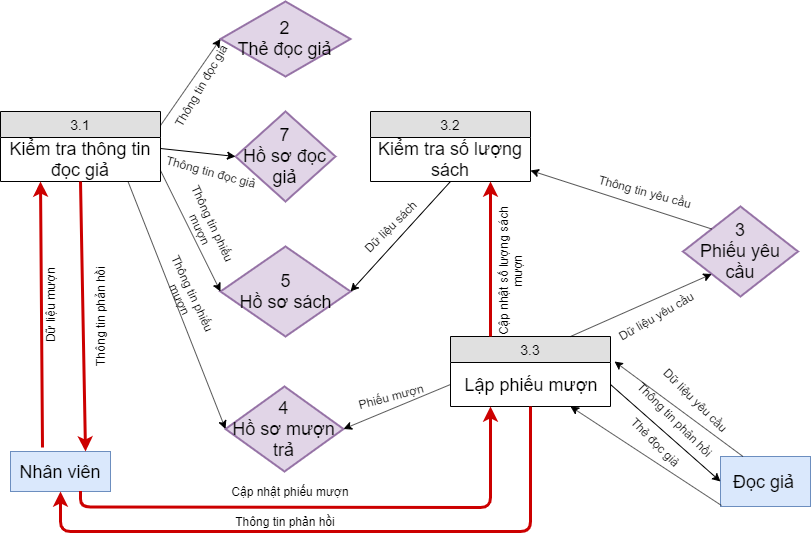 2
Thẻ đọc giả
Thông tin đọc giả
3.1
Kiểm tra thông tin
đọc giả
7
Hồ sơ đọc
giả
Thông tin đọc giả
3.2
Kiểm tra số lượng
sách
Thông tin phiếu
mượn
Thông tin yêu cầu
Dữ liệu sách
3
Phiếu yêu
cầu
Cập nhật số lượng sách
mượn
Thông tin phiếu
mượn
5
Hồ sơ sách
Dữ liệu mượn
Thông tin phản hồi
Dữ liệu yêu cầu
3.3
Lập phiếu mượn
Phiếu mượn
4
Hồ sơ mượn
trả
Dữ liệu yêu cầu
Thông tin phản hồi
Thẻ đọc giả
Nhân viên
Đọc giả
Cập nhật phiếu mượn
Thông tin phản hồi